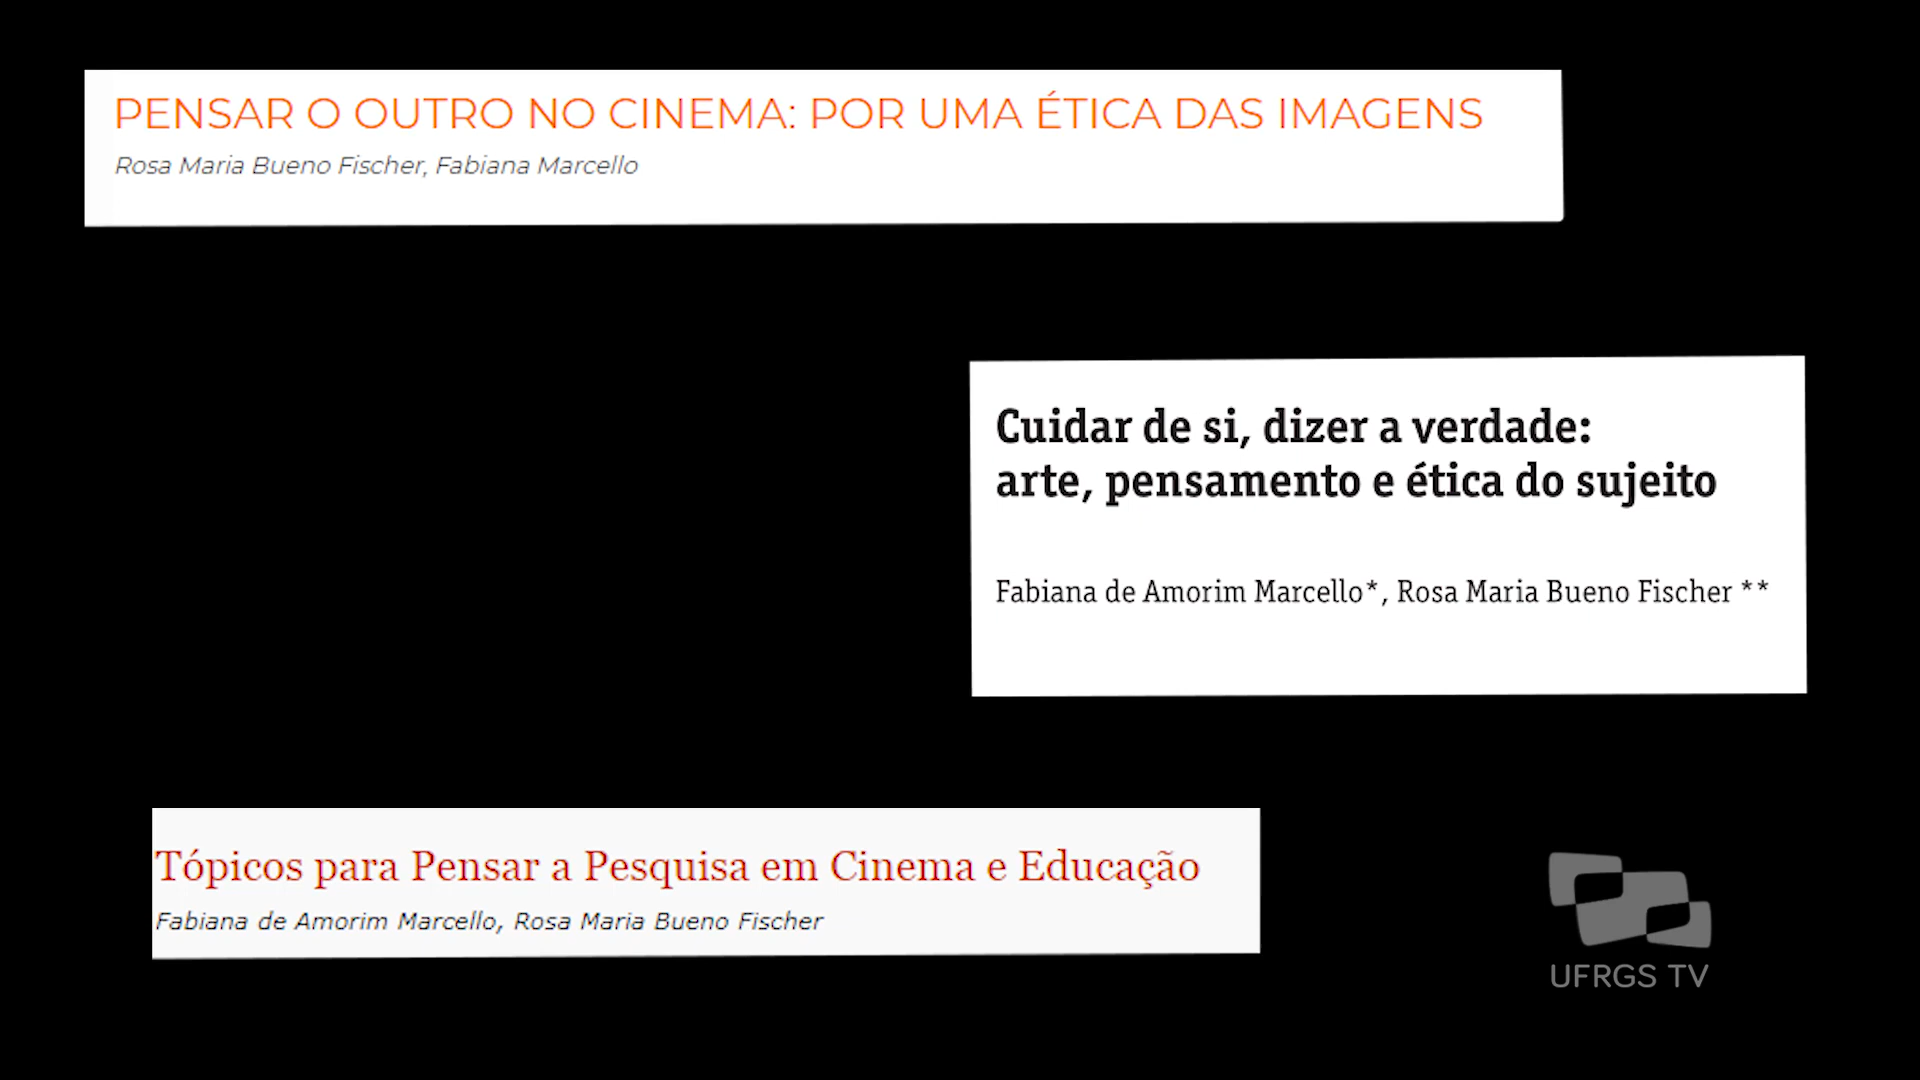 PENSAR O OUTRO NO CINEMA: POR UMA ÉTICA DAS IMAGENS
Rosa Maria Bueno Fischer, Fabiana Marcello
Cuidar de si, dizer a verdade:
arte, pensamento e ética do sujeito
Fabiana de Amorim Marcello*, Rosa Maria Bueno Fischer **
Tópicos para Pensar a Pesquisa em Cinema e Educação
Fabiana de Amorim Marcello, Rosa Maria Bueno Fischer
UFRGS TV